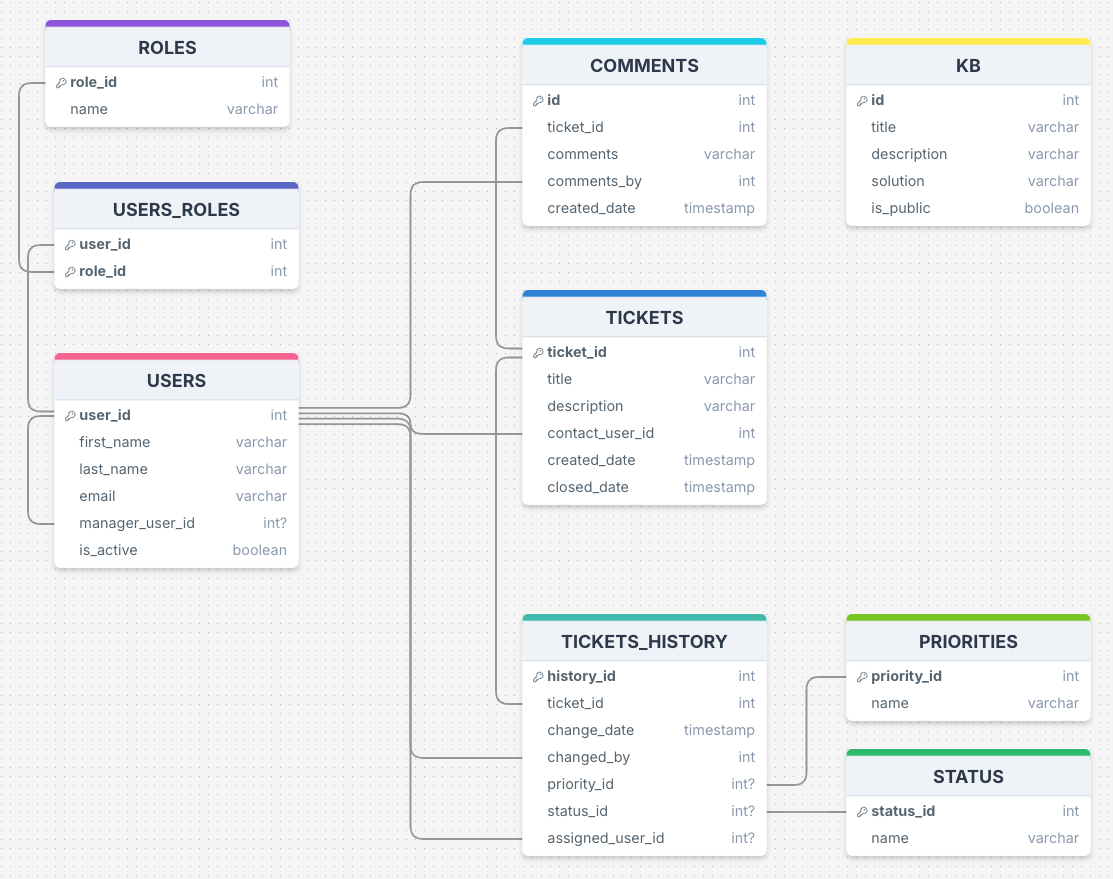 ROLES
role_id int
name varchar
USERS_ROLES
user_id int
role_id int
USERS
user_id int
first_name varchar
last_name varchar
email varchar
manager_user_id int?
is_active boolean
COMMENTS
id int
ticket_id int
comments varchar
comments_by int
created_date timestamp
TICKETS
ticket_id int
title varchar
description varchar
contact_user_id int
created_date timestamp
closed_date timestamp
TICKETS_HISTORY
history_id int
ticket_id int
change_date timestamp
changed_by int
priority_id int?
status_id int?
assigned_user_id int?
KB
id int
title varchar
description varchar
solution varchar
is_public boolean
PRIORITIES
priority_id int
name varchar
STATUS
status_id int
name varchar